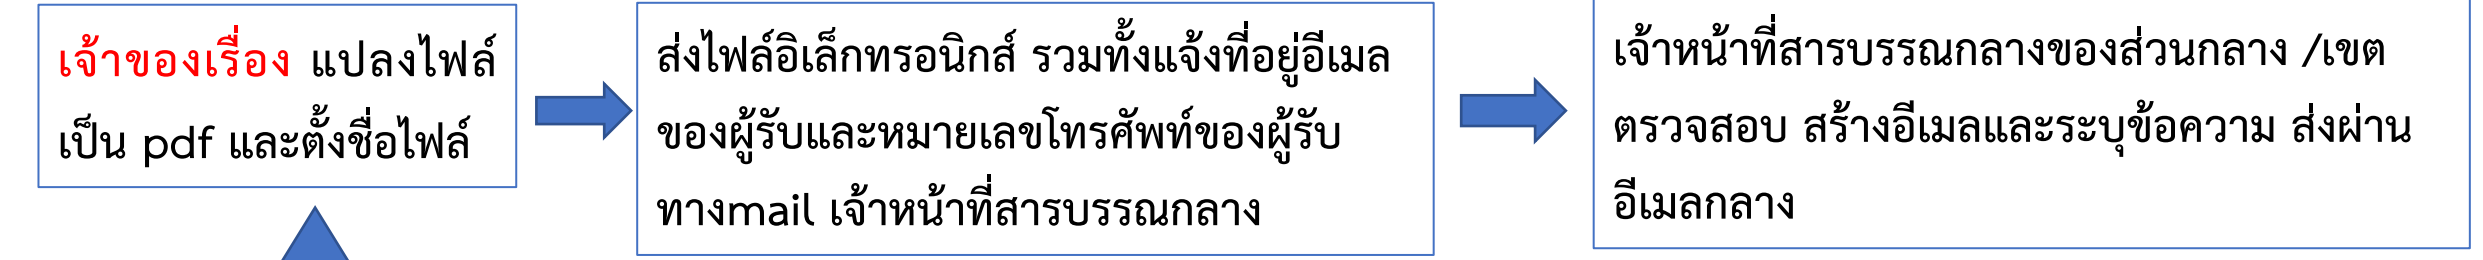 เจ้าของเรื่อง แปลงไฟล์
เป็น pdf และตั้งชื่อไฟล์
ส่งไฟล์อิเล็กทรอนิกส์ รวมทั้งแจ้งที่อยู่อีเมล
ของผู้รับและหมายเลขโทรศัพท์ของผู้รับ
ทางmail เจ้าหน้าที่สารบรรณกลาง
เจ้าหน้าที่สารบรรณกลางของส่วนกลาง /เขต
ตรวจสอบ สร้างอีเมลและระบุข้อความ ส่งผ่าน
อีเมลกลาง